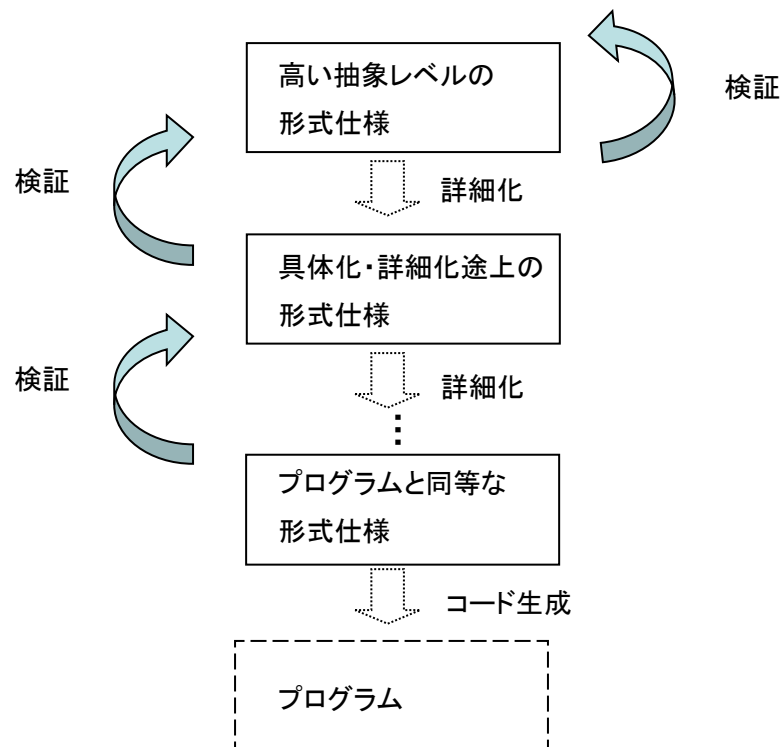 高い抽象レベルの
形式仕様
検証
検証
詳細化
具体化・詳細化途上の
形式仕様
検証
詳細化
⋮
プログラムと同等な
形式仕様
コード生成
プログラム